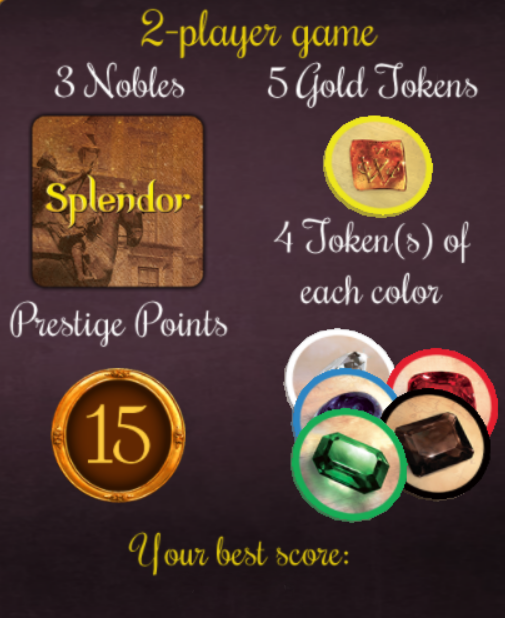 2-player game
3 Nobles
5 Gold Tokens
Splendor
4 Token(s) of
each color
Prestige Points
15
Your best score: